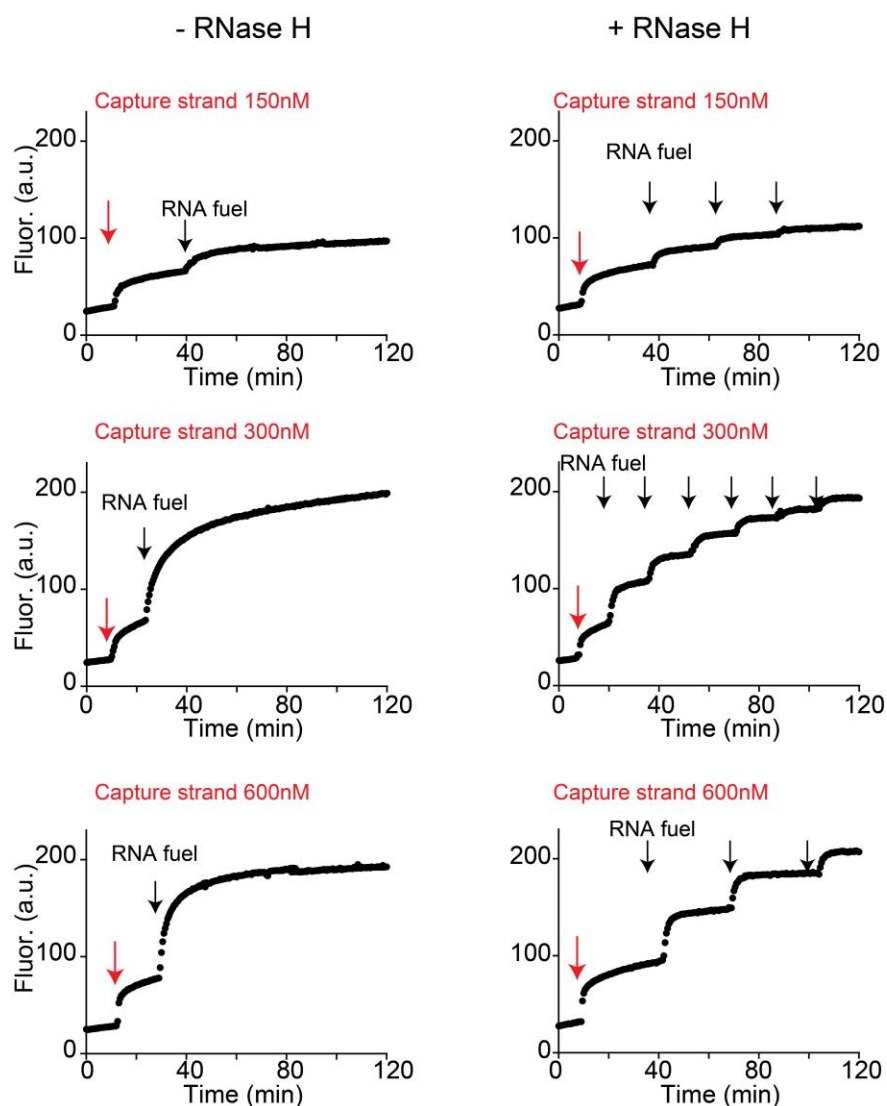 - RNase H
+ RNase H
Capture strand 150nM
200
100
0
Fluor. (a.u.)
RNA fuel
0 40 80 120
Time (min)
Capture strand 150nM
200
100
0
RNA fuel
0 40 80 120
Time (min)
Capture strand 300nM
200
100
0
Fluor. (a.u.)
RNA fuel
0 40 80 120
Time (min)
Capture strand 300nM
200
100
0
RNA fuel
0 40 80 120
Time (min)
Capture strand 600nM
200
100
0
Fluor. (a.u.)
RNA fuel
0 40 80 120
Time (min)
Capture strand 600nM
200
100
0
RNA fuel
0 40 80 120
Time (min)